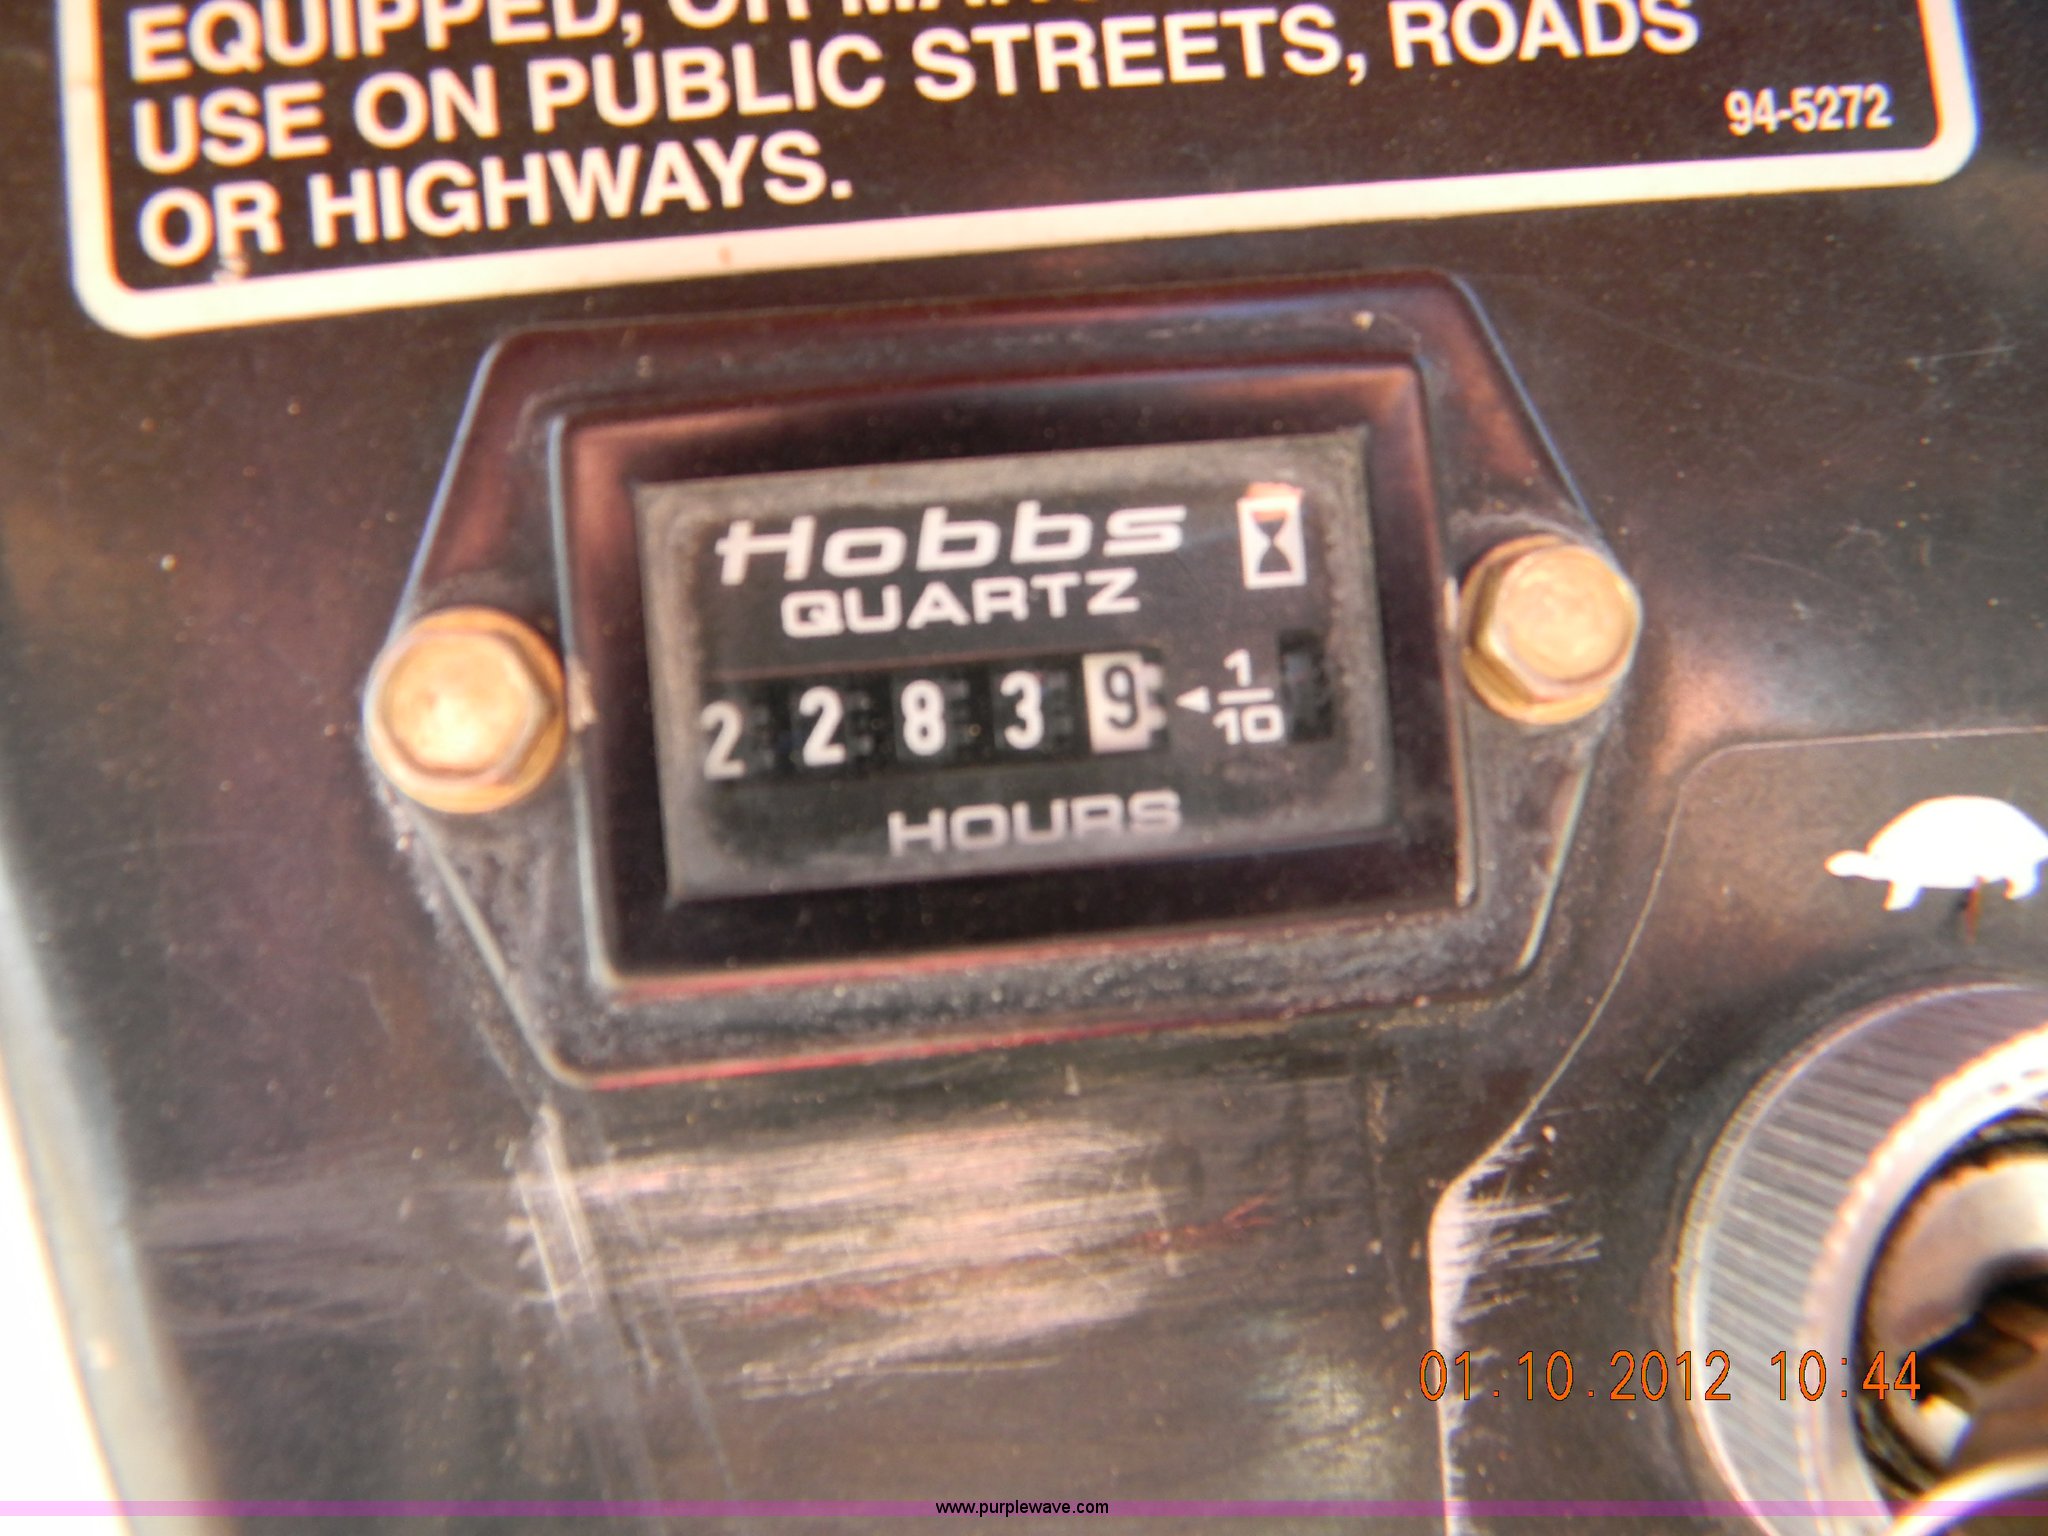 EQUIPPED, OR
USE ON PUBLIC STREETS, ROADS
OR HIGHWAYS.
94-5272
Hobbs
QUARTZ
2 2 8 3 9 1/10
HOURS
01.10.2012 10:44
www.purplewave.com